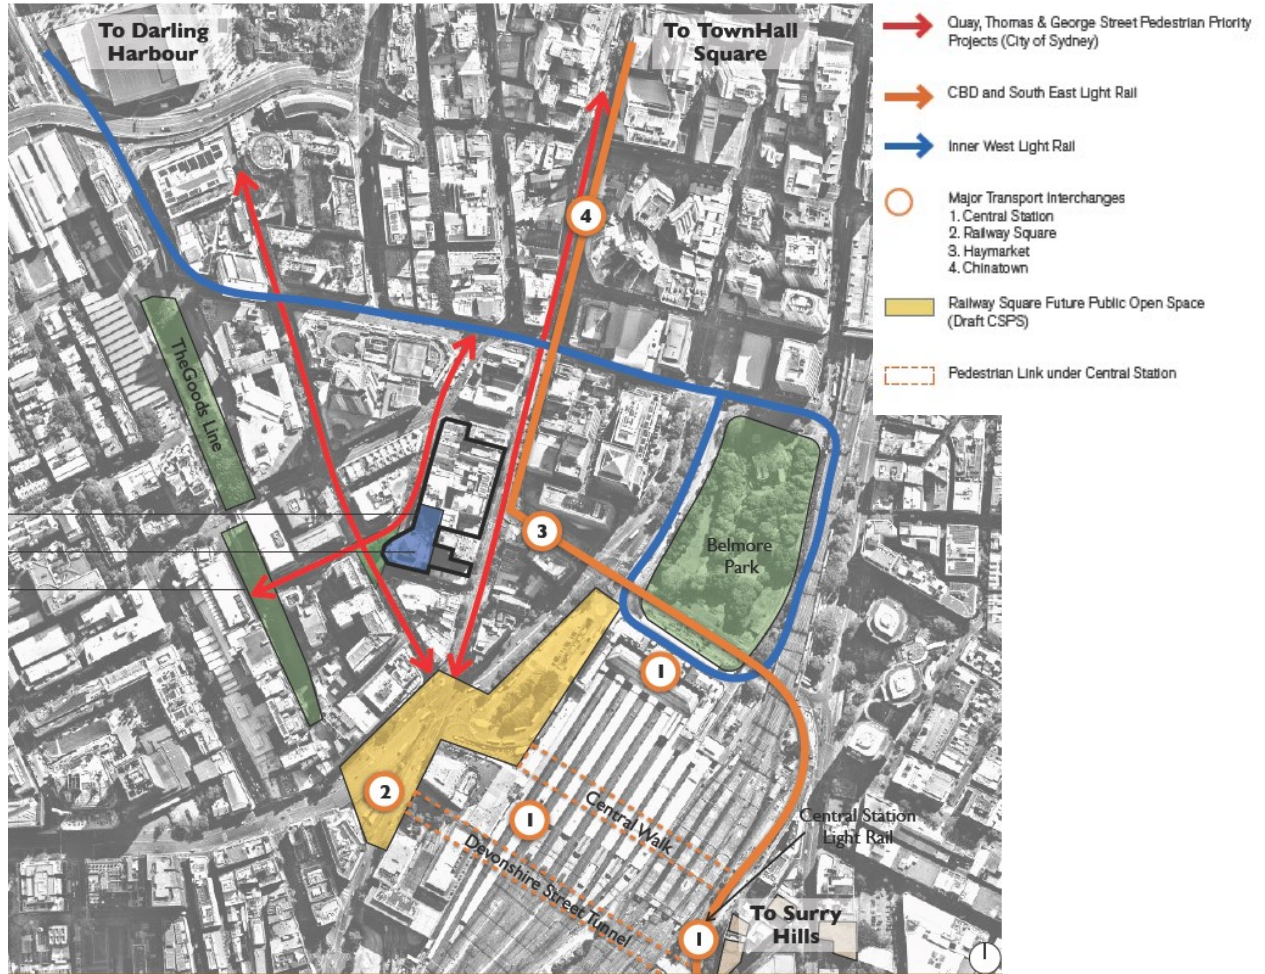 To Darling
Harbour
To TownHall
Square
Quay, Thomas & George Street Pedestrian Priority
Projects (City of Sydney)
CBD and South East Light Rail
Inner West Light Rail
Major Transport Interchanges
1. Central Station
2. Railway Square
3. Haymarket
4. Chinatown
Railway Square Future Public Open Space
(Draft CSPS)
Pedestrian Link under Central Station
4
TheGoods Line
3
Belmore
Park
1
2
1
Central Walk
Central Station
Light Rail
Devonshire Street Tunnel
To Surry
Hills
1